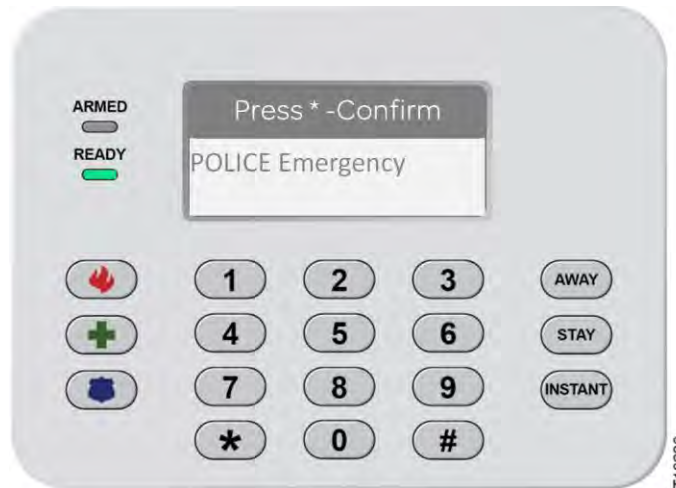 ARMED
READY
Press * -Confirm
POLICE Emergency
1 2 3 AWAY
4 5 6 STAY
7 8 9 INSTANT
* 0 #